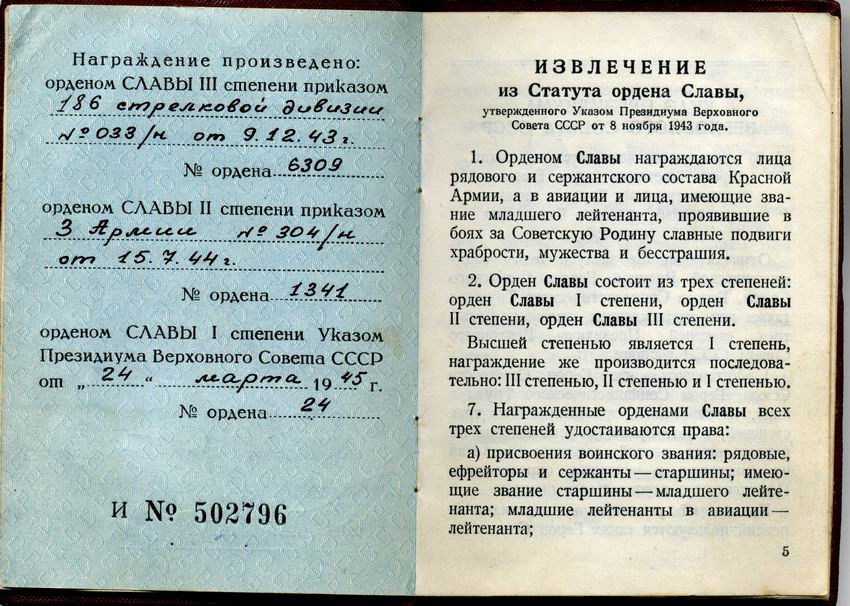 Награждение произведено:
орденом СЛАВЫ III степени приказом
186 стрелковой дивизии
№ 033/н от 9.12.43 г.
№ ордена 6309
орденом СЛАВЫ II степени приказом
3 Армии № 304/н
от 15.7.44 г.
№ ордена 1341
орденом СЛАВЫ I степени Указом
Президиума Верховного Совета СССР
от „ 24 “ марта 1945 г.
№ ордена 24
И № 502796
ИЗВЛЕЧЕНИЕ
из Статута ордена Славы,
утвержденного Указом Президиума Верховного
Совета СССР от 8 ноября 1943 года.
1. Орденом Славы награждаются лица
рядового и сержантского состава Красной
Армии, а в авиации и лица, имеющие зва-
ние младшего лейтенанта, проявившие в
боях за Советскую Родину славные подвиги
храбрости, мужества и бесстрашия.
2. Орден Славы состоит из трех степеней:
орден Славы I степени, орден Славы
II степени, орден Славы III степени.
Высшей степенью является I степень,
награждение же производится последова-
тельно: III степенью, II степенью и I степенью.
7. Награжденные орденами Славы всех
трех степеней удостаиваются права:
а) присвоения воинского звания: рядовые,
ефрейторы и сержанты — старшины; имею-
щие звание старшины — младшего лейте-
нанта; младшие лейтенанты в авиации —
лейтенанта;
5